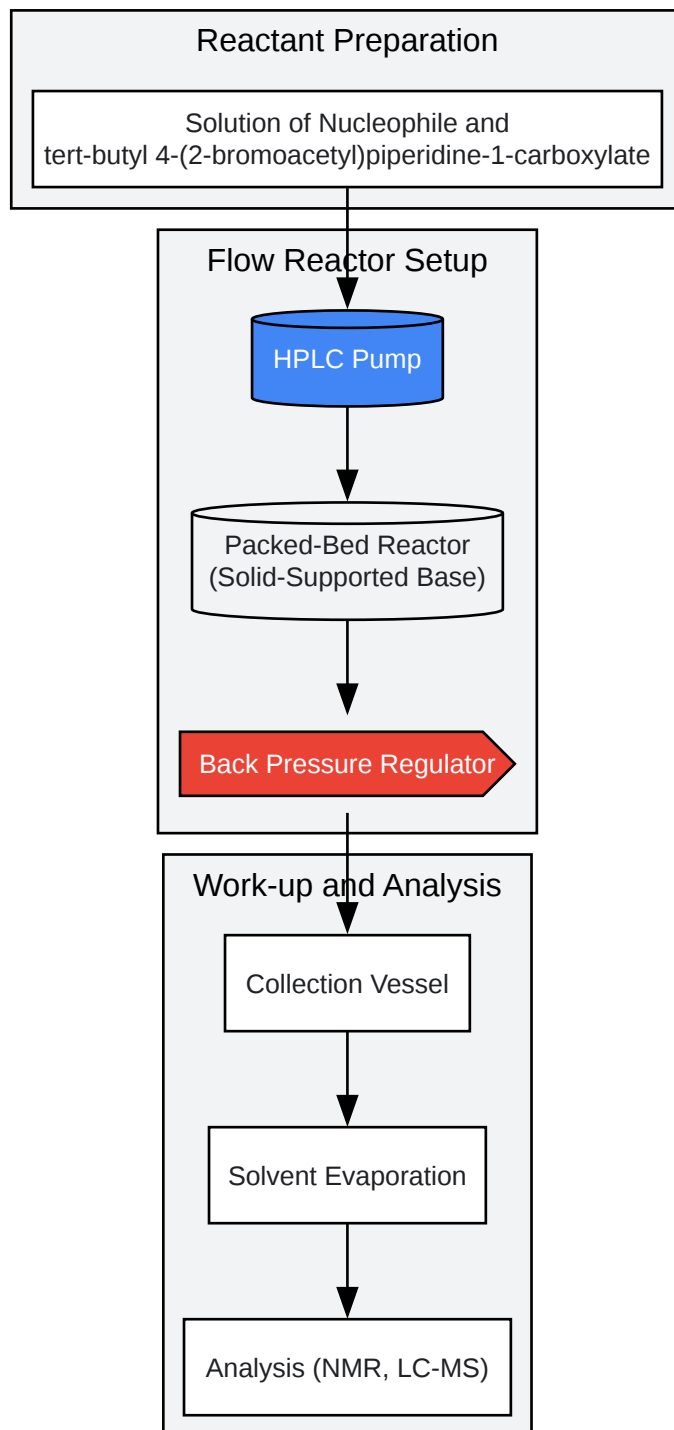 Reactant Preparation
Solution of Nucleophile and
tert-butyl 4-(2-bromoacetyl)piperidine-1-carboxylate
Flow Reactor Setup
HPLC Pump
Packed-Bed Reactor
(Solid-Supported Base)
Back Pressure Regulator
Work-up and Analysis
Collection Vessel
Solvent Evaporation
Analysis (NMR, LC-MS)